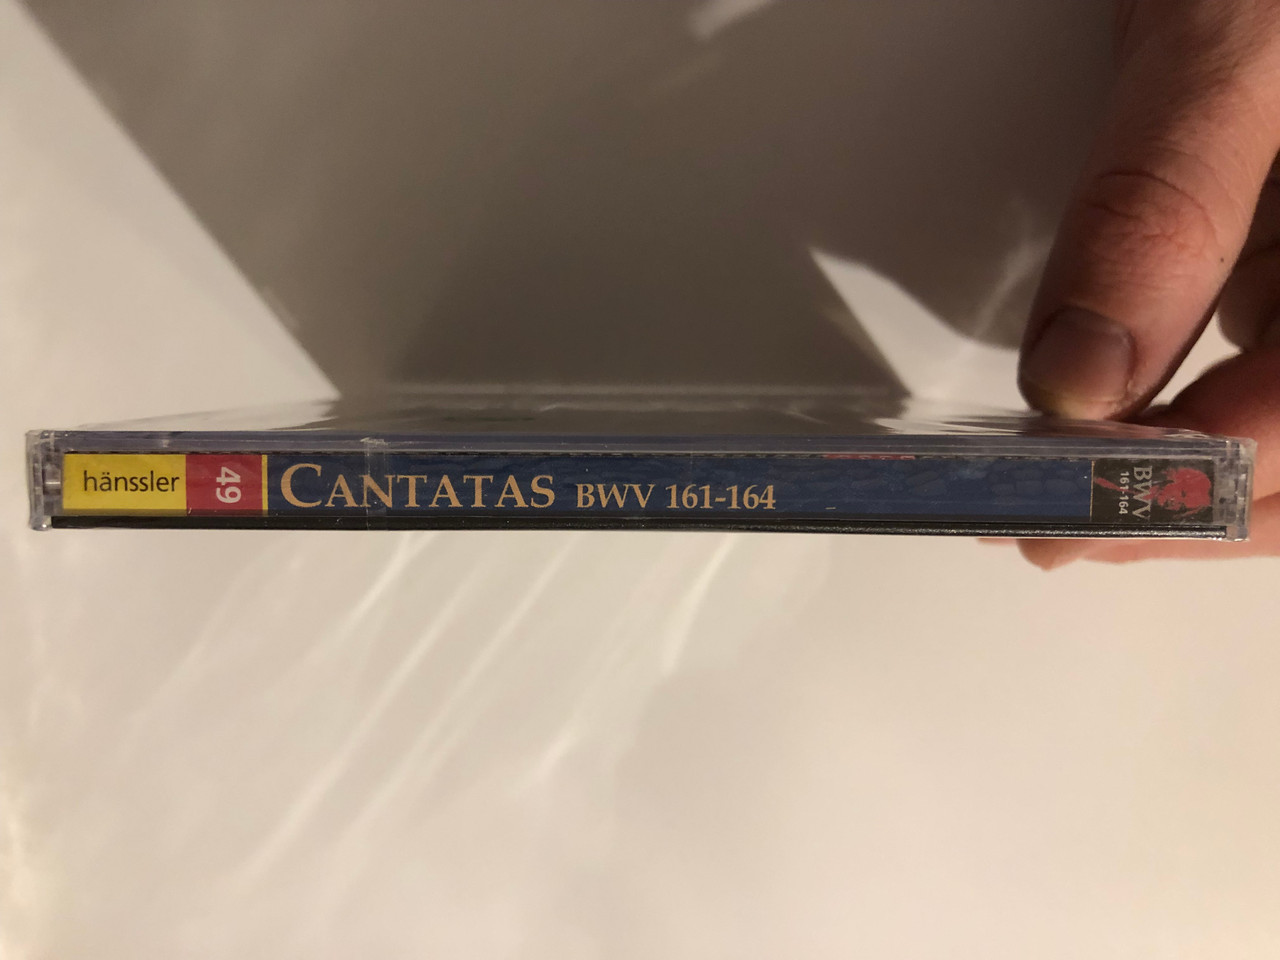 hänssler
49
CANTATAS BWV 161-164
BWV
161-164